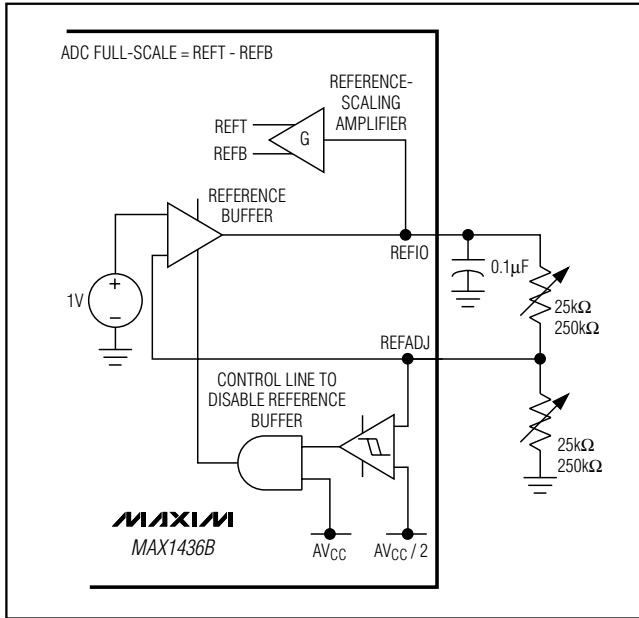 ADC FULL-SCALE = REFT - REFB
REFERENCE-
SCALING
AMPLIFIER
REFT
REFB
G
REFERENCE
BUFFER
REFIO
0.1µF
25kΩ
250kΩ
1V
+
−
REFADJ
CONTROL LINE TO
DISABLE REFERENCE
BUFFER
25kΩ
250kΩ
MAXIM
MAX1436B
AVCC
AVCC / 2